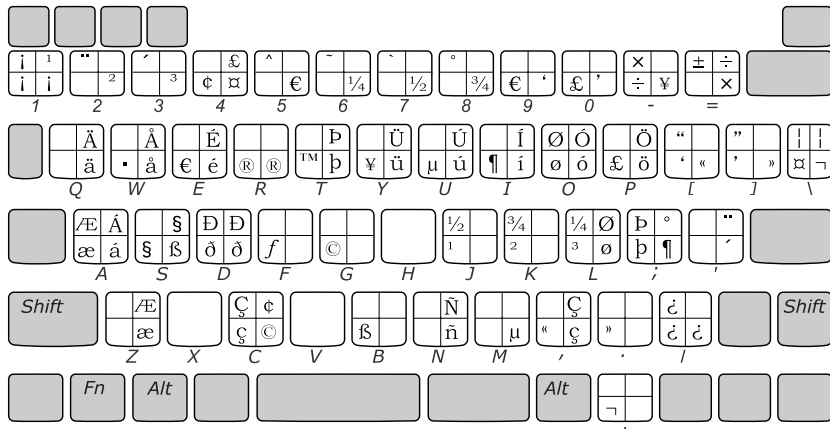 ¡ ¹ ¨ ´ £ ^ ~ ` ° × ± ÷
¡ ¡ ² ³ ¢ ¤ € ¼ ½ ¾ € ‘ £ ’ ÷ ¥ ×
1 2 3 4 5 6 7 8 9 0 - =
Ä Å É Þ Ü Ú Í Ø Ó Ö “ ” ¦ ¦
ä · å € é ® ® ™ þ ¥ ü µ ú ¶ í ø ó £ ö ‘ « ’ » ¤ ¬
Q W E R T Y U I O P [ ] \
Æ Á § Ð Ð ½ ¾ ¼ Ø Þ ° ¨
æ á § ß ð ð ƒ © ¹ ² ³ ø þ ¶ ´
A S D F G H J K L ; '
Shift Æ Ç ¢ Ñ Ç ¿ Shift
æ ç © ß ñ µ « ç » ¿ ¿
Z X C V B N M , . /
Fn Alt Alt
¬
\